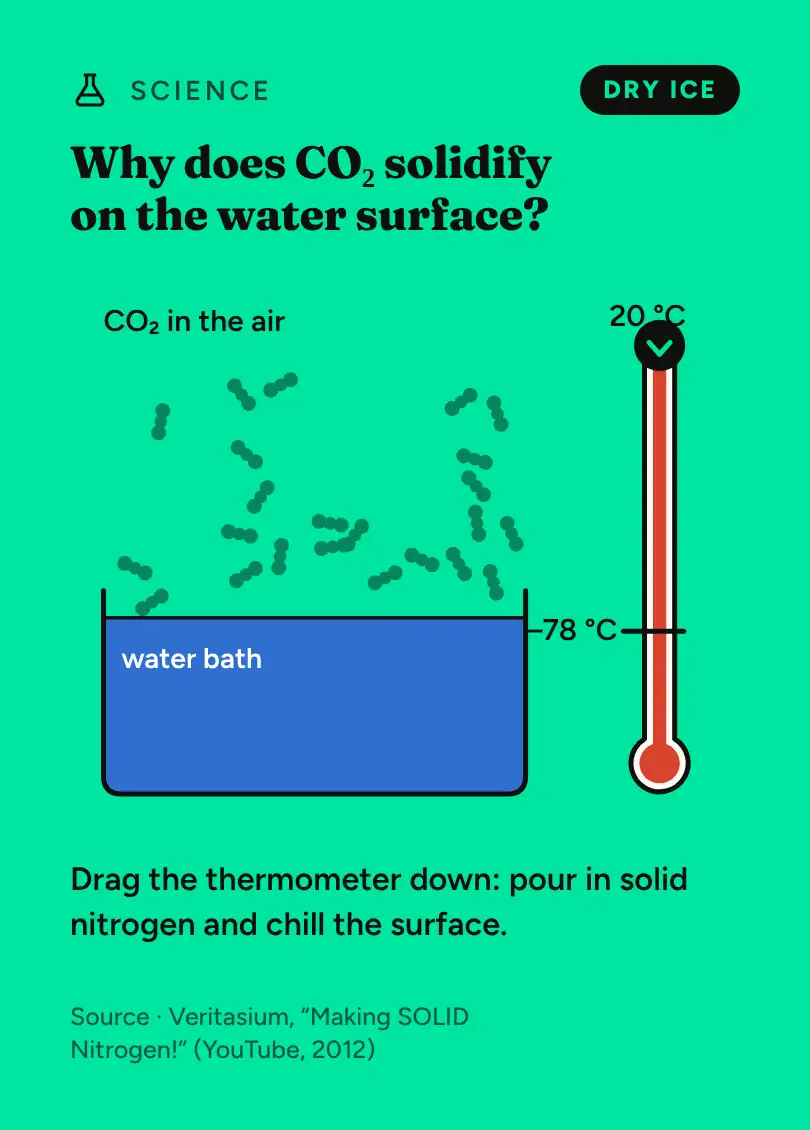 SCIENCE
DRY ICE
Why does CO₂ solidify
on the water surface?
CO₂ in the air
20 °C
–78 °C
water bath
Drag the thermometer down: pour in solid
nitrogen and chill the surface.
Source · Veritasium, “Making SOLID
Nitrogen!” (YouTube, 2012)